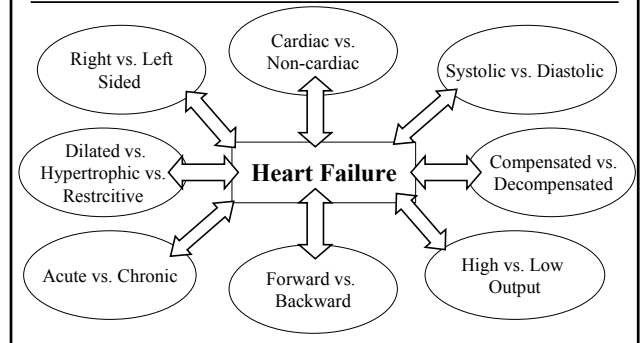 Cardiac vs.
Non-cardiac
Right vs. Left
Sided
Systolic vs. Diastolic
Dilated vs.
Hypertrophic vs.
Restrcitive
Heart Failure
Compensated vs.
Decompensated
Acute vs. Chronic
Forward vs.
Backward
High vs. Low
Output